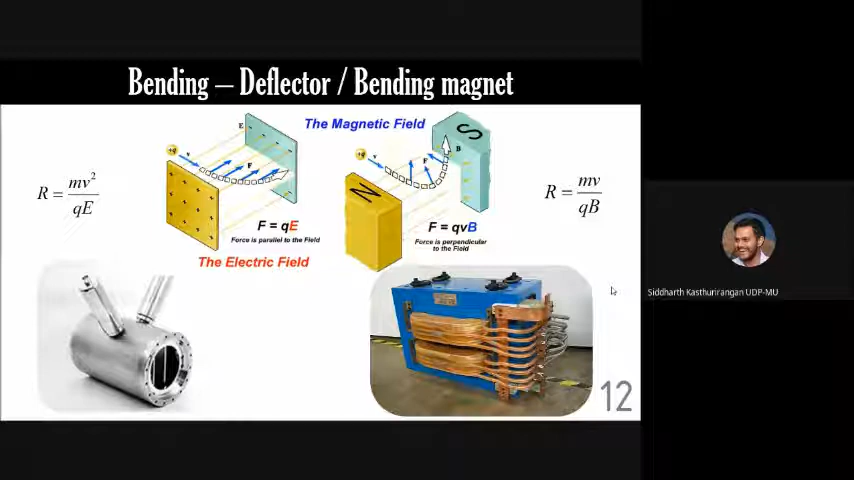 Bending – Deflector / Bending magnet
The Magnetic Field
E
+q
v
F
S
B
+q
v
F
N
R = mv² / qE
R = mv / qB
F = qE
Force is parallel to the Field
F = qvB
Force is perpendicular
to the Field
The Electric Field
12
Siddharth Kasthurirangan UDP-MU